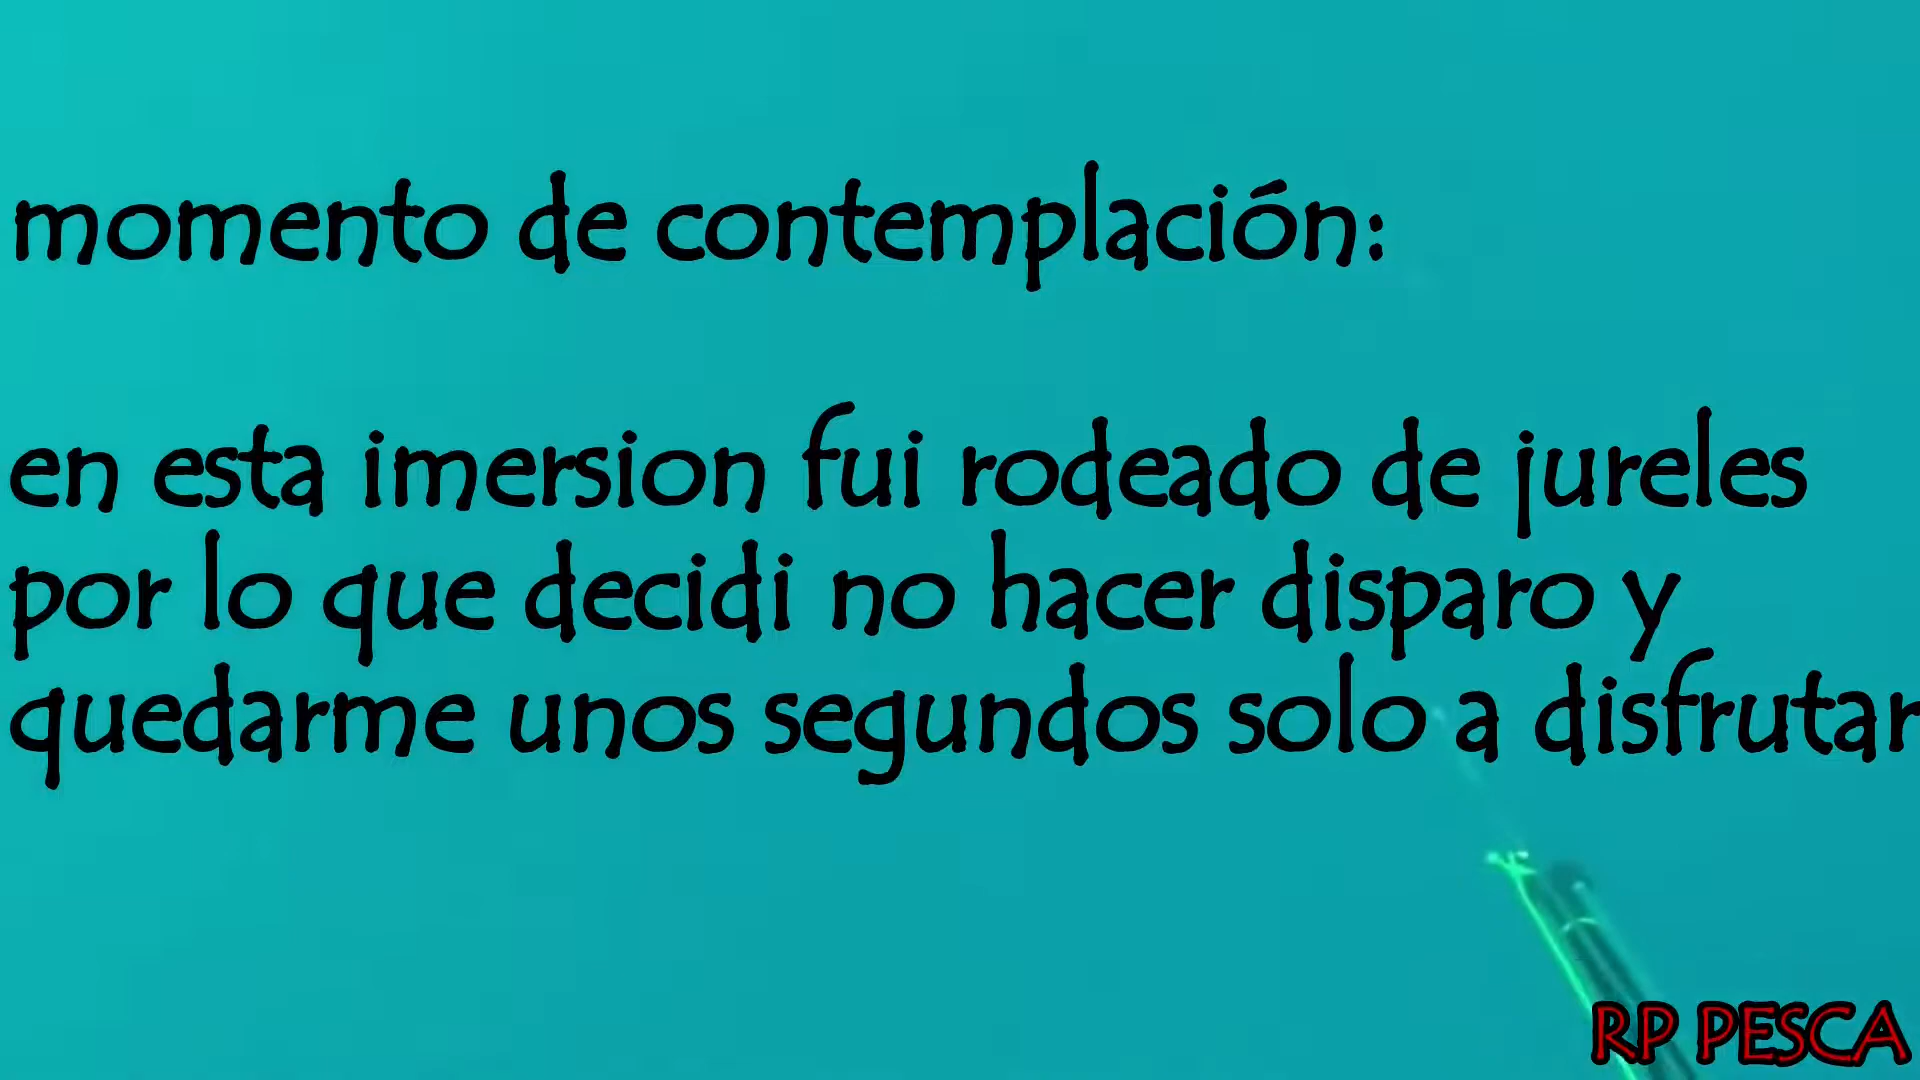 momento de contemplación:
en esta imersion fui rodeado de jureles
por lo que decidi no hacer disparo y
quedarme unos segundos solo a disfrutar
RP PESCA